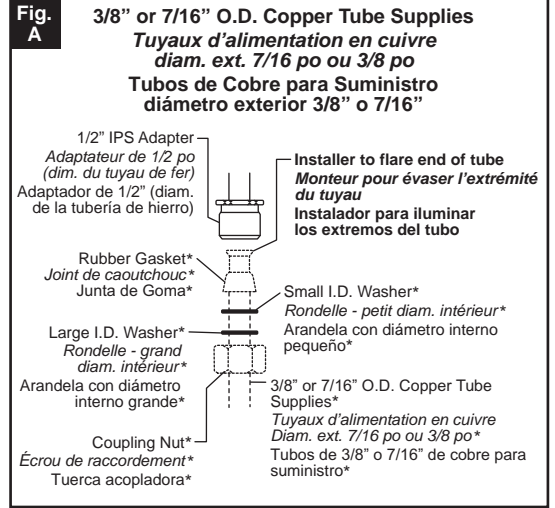 Fig.
A
3/8” or 7/16” O.D. Copper Tube Supplies
Tuyaux d’alimentation en cuivre
diam. ext. 7/16 po ou 3/8 po
Tubos de Cobre para Suministro
diámetro exterior 3/8” o 7/16”
1/2” IPS Adapter
Adaptateur de 1/2 po
(dim. du tuyau de fer)
Adaptador de 1/2” (diam.
de la tubería de hierro)
Installer to flare end of tube
Monteur pour évaser l’extrémité
du tuyau
Instalador para iluminar
los extremos del tubo
Rubber Gasket*
Joint de caoutchouc*
Junta de Goma*
Small I.D. Washer*
Rondelle - petit diam. intérieur*
Arandela con diámetro interno
pequeño*
Large I.D. Washer*
Rondelle - grand
diam. intérieur*
Arandela con diámetro
interno grande*
3/8” or 7/16” O.D. Copper Tube
Supplies*
Tuyaux d’alimentation en cuivre
Diam. ext. 7/16 po ou 3/8 po*
Tubos de 3/8” o 7/16” de cobre para
suministro*
Coupling Nut*
Écrou de raccordement*
Tuerca acopladora*